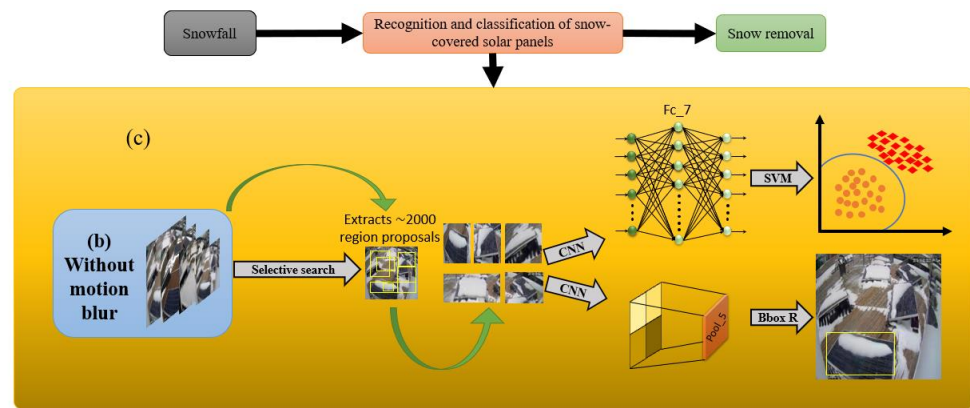 Snowfall
Recognition and classification of snow-
covered solar panels
Snow removal
(c)
Fc_7
SVM
Extracts ~2000
region proposals
(b)
Without
motion
blur
Selective search
CNN
CNN
Pool_5
Bbox R